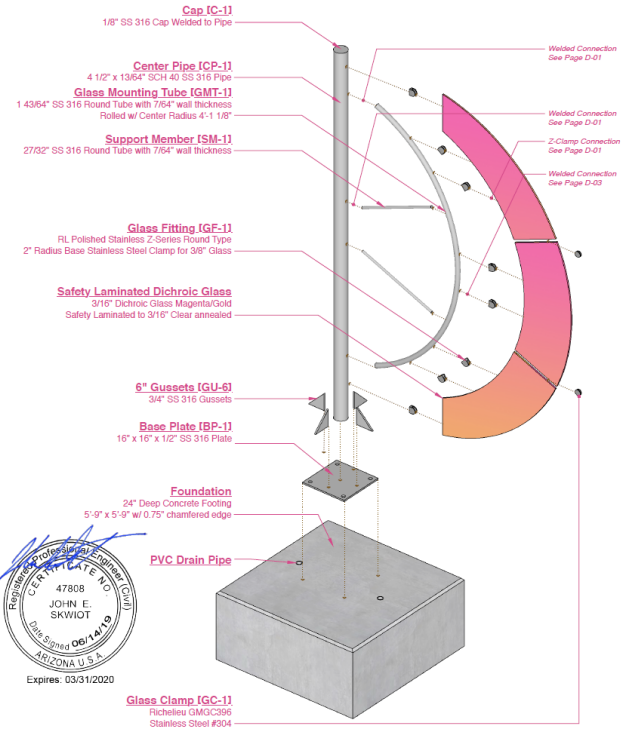 Cap [C-1]
1/8" SS 316 Cap Welded to Pipe
Center Pipe [CP-1]
4 1/2" x 13/64" SCH 40 SS 316 Pipe
Glass Mounting Tube [GMT-1]
1 43/64" SS 316 Round Tube with 7/64" wall thickness
Rolled w/ Center Radius 4'-1 1/8"
Support Member [SM-1]
27/32" SS 316 Round Tube with 7/64" wall thickness
Glass Fitting [GF-1]
RL Polished Stainless Z-Series Round Type
2" Radius Base Stainless Steel Clamp for 3/8" Glass
Safety Laminated Dichroic Glass
3/16" Dichroic Glass Magenta/Gold
Safety Laminated to 3/16" Clear annealed
6" Gussets [GU-6]
3/4" SS 316 Gussets
Base Plate [BP-1]
16" x 16" x 1/2" SS 316 Plate
Foundation
24" Deep Concrete Footing
5'-9" x 5'-9" w/ 0.75" chamfered edge
PVC Drain Pipe
Glass Clamp [GC-1]
Richelieu GMGC396
Stainless Steel #304
Welded Connection
See Page D-01
Welded Connection
See Page D-01
Z-Clamp Connection
See Page D-01
Welded Connection
See Page D-03
Registered Professional Engineer (Civil)
CERTIFICATE NO.
47808
JOHN E.
SKWIOT
Date Signed 06/14/19
ARIZONA U.S.A.
Expires: 03/31/2020